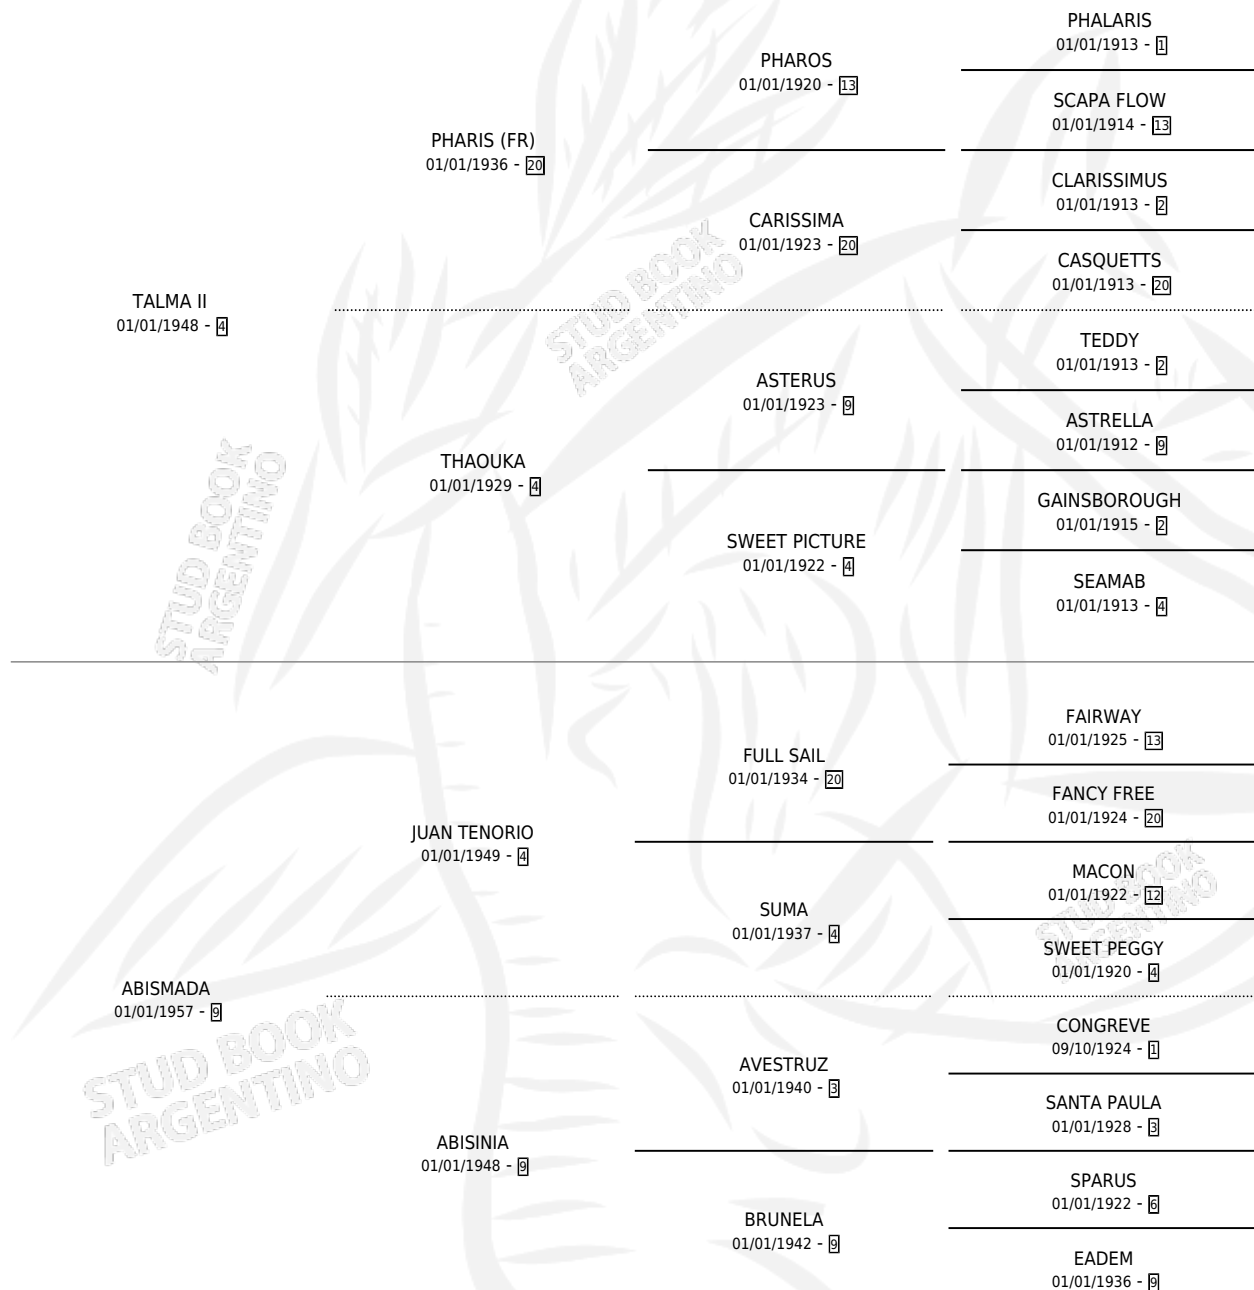 PHALARIS
01/01/1913 - 1
PHAROS
01/01/1920 - 13
SCAPA FLOW
01/01/1914 - 13
PHARIS (FR)
01/01/1936 - 20
CLARISSIMUS
01/01/1913 - 2
CARISSIMA
01/01/1923 - 20
CASQUETTS
01/01/1913 - 20
TALMA II
01/01/1948 - 4
TEDDY
01/01/1913 - 2
ASTERUS
01/01/1923 - 9
ASTRELLA
01/01/1912 - 9
THAOUKA
01/01/1929 - 4
GAINSBOROUGH
01/01/1915 - 2
SWEET PICTURE
01/01/1922 - 4
SEAMAB
01/01/1913 - 4
STUD BOOK
ARGENTINO
STUD BOOK
ARGENTINO
FAIRWAY
01/01/1925 - 13
FULL SAIL
01/01/1934 - 20
FANCY FREE
01/01/1924 - 20
JUAN TENORIO
01/01/1949 - 4
MACON
01/01/1922 - 12
SUMA
01/01/1937 - 4
SWEET PEGGY
01/01/1920 - 4
ABISMADA
01/01/1957 - 9
CONGREVE
09/10/1924 - 1
AVESTRUZ
01/01/1940 - 3
SANTA PAULA
01/01/1928 - 3
ABISINIA
01/01/1948 - 9
SPARUS
01/01/1922 - 6
BRUNELA
01/01/1942 - 9
EADEM
01/01/1936 - 9
STUD BOOK
ARGENTINO
STUD BOOK
ARGENTINO